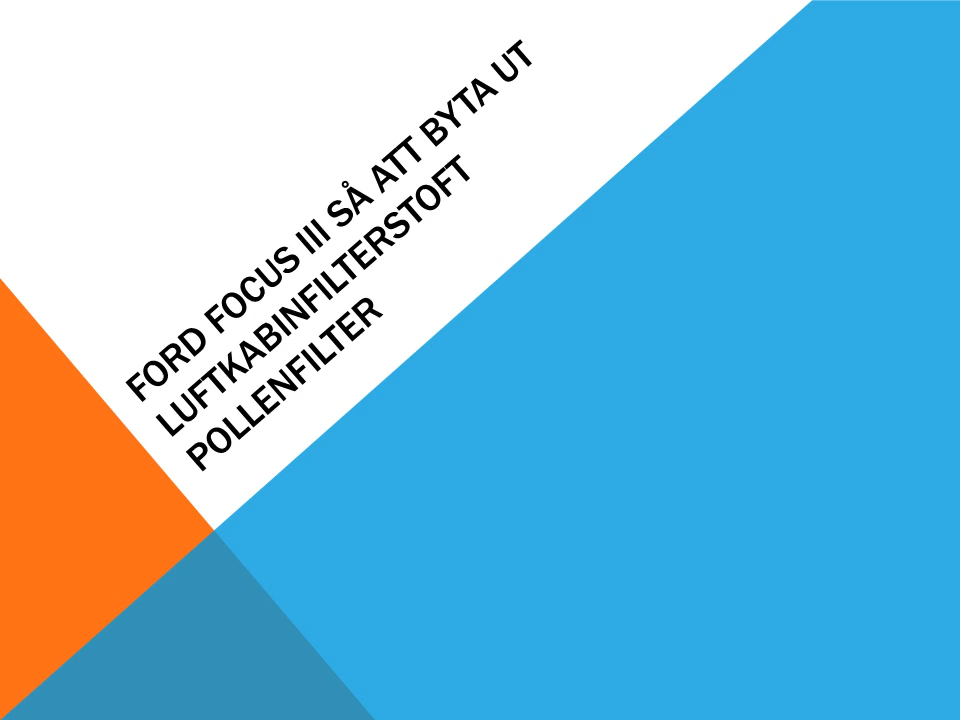 FORD FOCUS III SÅ ATT BYTA UT
LUFTKABINFILTERSTOFT
POLLENFILTER